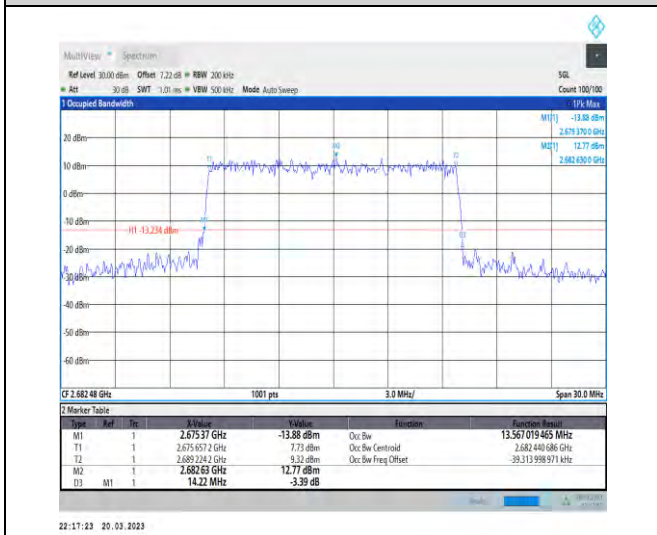 MultiView Spectrum
Ref Level 30.00 dBm Offset 7.22 dB RBW 200 kHz SGL
Att 30 dB SWT 1.01 ms VBW 500 kHz Mode Auto Sweep Count 100/100
1 Occupied Bandwidth 1Pk Max
M1[1] -13.88 dBm
2.675 370 0 GHz
M2[1] 12.77 dBm
2.682 630 0 GHz
20 dBm
10 dBm
0 dBm
-10 dBm
H1 -13.234 dBm
-20 dBm
-30 dBm
-40 dBm
-50 dBm
-60 dBm
T1
M2
T2
M1
D3
CF 2.682 48 GHz 1001 pts 3.0 MHz/ Span 30.0 MHz
2 Marker Table
Type Ref Trc X-Value Y-Value Function Function Result
M1 1 2.67537 GHz -13.88 dBm Occ Bw 13.567 019 465 MHz
T1 1 2.675 657 2 GHz 7.73 dBm Occ Bw Centroid 2.682 440 686 GHz
T2 1 2.689 224 2 GHz 9.32 dBm Occ Bw Freq Offset -39.313 998 971 kHz
M2 1 2.68263 GHz 12.77 dBm
D3 M1 1 14.22 MHz -3.39 dB
22:17:23 20.03.2023